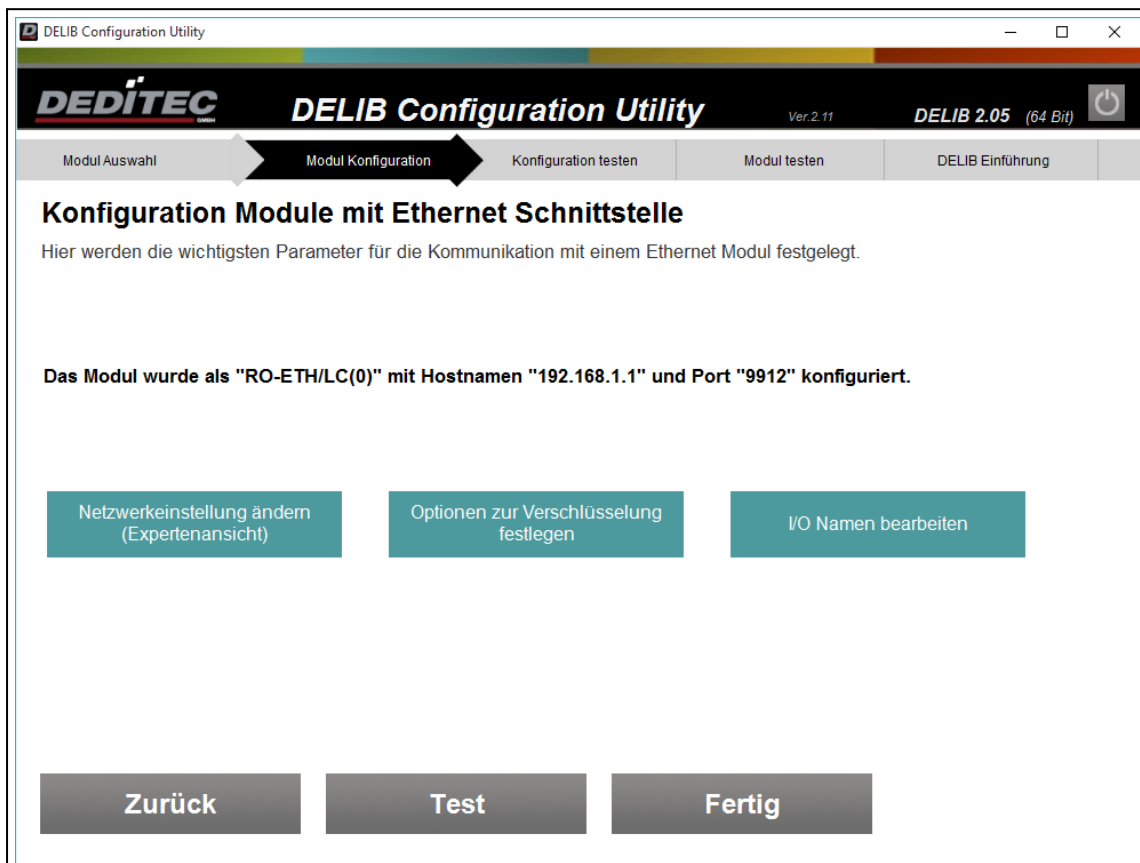 DELIB Configuration Utility
DEDITEC
GMBH
DELIB Configuration Utility
Ver.2.11
DELIB 2.05 (64 Bit)
Modul Auswahl
Modul Konfiguration
Konfiguration testen
Modul testen
DELIB Einführung
Konfiguration Module mit Ethernet Schnittstelle
Hier werden die wichtigsten Parameter für die Kommunikation mit einem Ethernet Modul festgelegt.
Das Modul wurde als "RO-ETH/LC(0)" mit Hostnamen "192.168.1.1" und Port "9912" konfiguriert.
Netzwerkeinstellung ändern
(Expertenansicht)
Optionen zur Verschlüsselung
festlegen
I/O Namen bearbeiten
Zurück
Test
Fertig